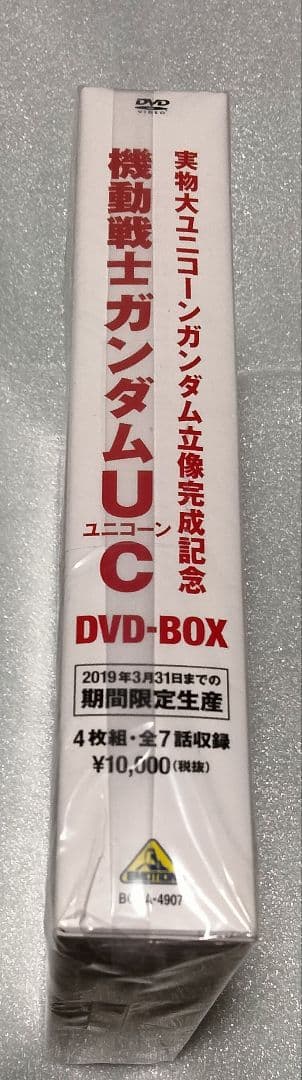 DVD
VIDEO
実物大ユニコーンガンダム立像完成記念
機動戦士ガンダムUC
ユニコーン
DVD-BOX
2019年3月31日までの
期間限定生産
4枚組・全7話収録
¥10,000(税抜)
EMOTION